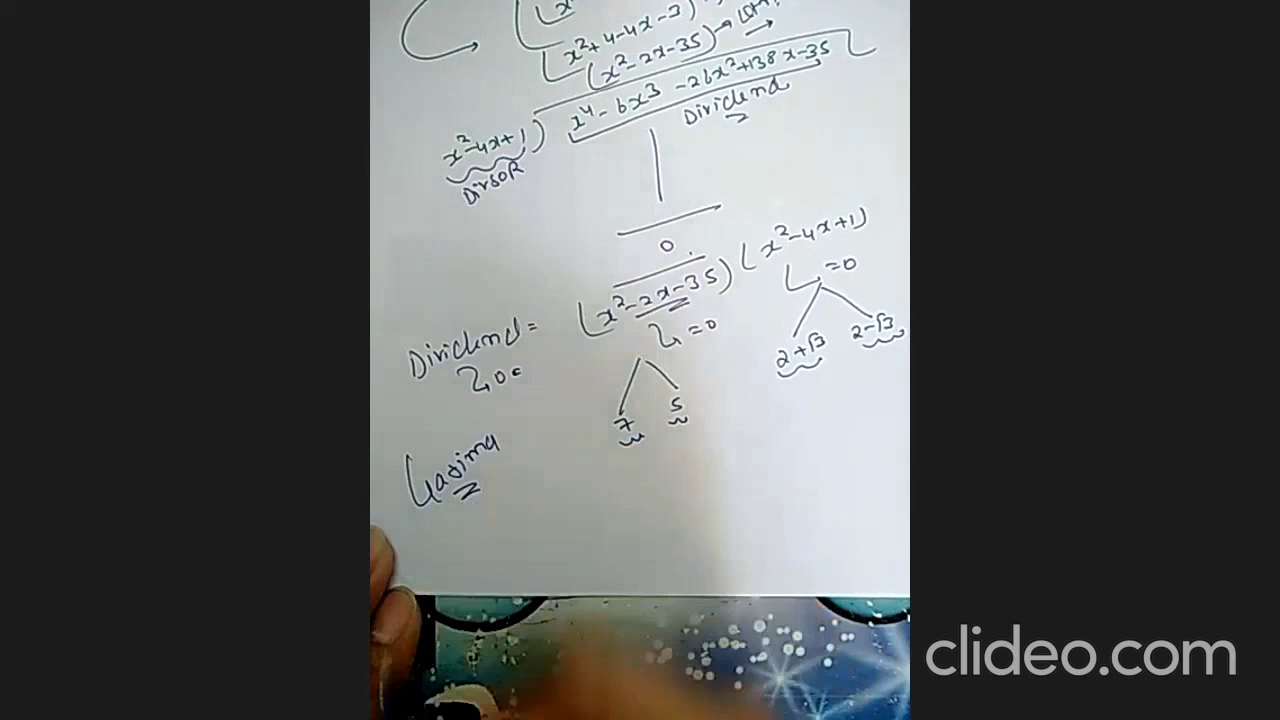 (x
(x²+4-4x-3)
(x²-2x-35) →
x²-4x+1 ) x⁴-6x³-26x²+138x-35
DivsoR
Dividend
0
Dividend = (x²-2x-35) (x²-4x+1)
=0
=0
7 5
2+√3 2-√3
clideo.com